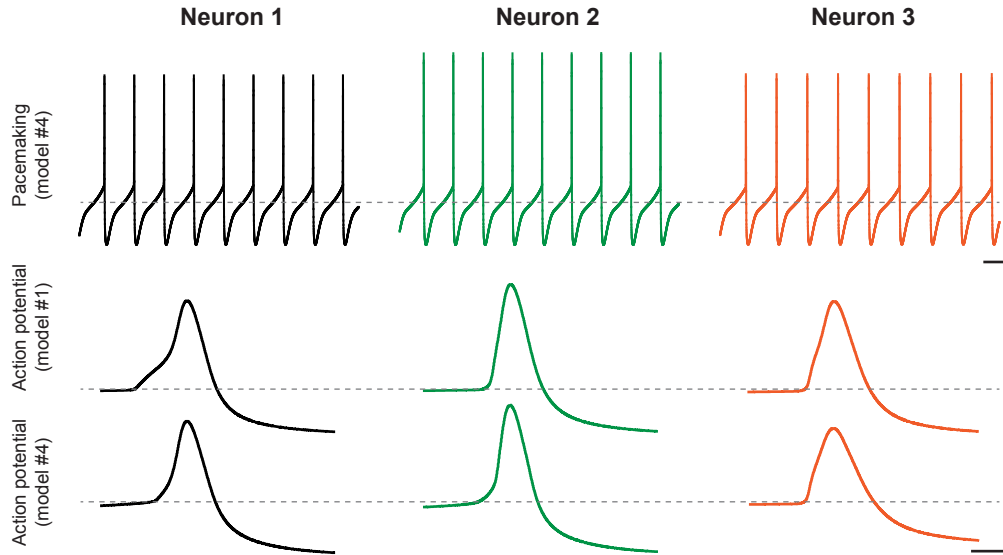 Neuron 1
Neuron 2
Neuron 3
Pacemaking
(model #4)
Action potential
(model #1)
Action potential
(model #4)